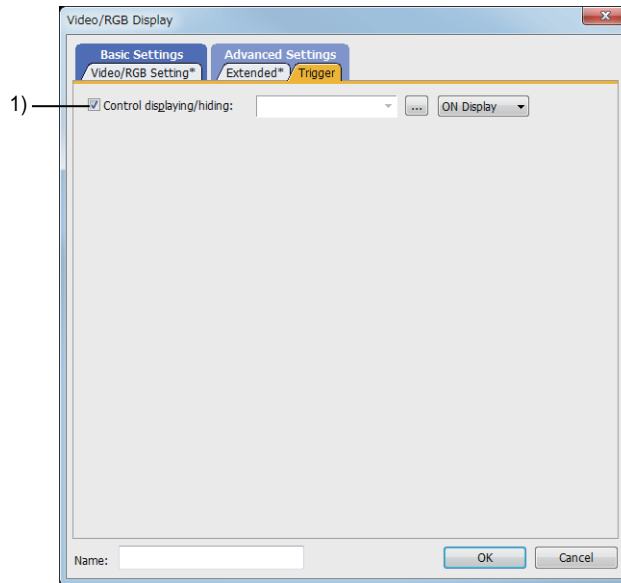 Video/RGB Display
Basic Settings
Advanced Settings
Video/RGB Setting*
Extended*
Trigger
1)
Control displaying/hiding:
...
ON Display
Name:
OK
Cancel